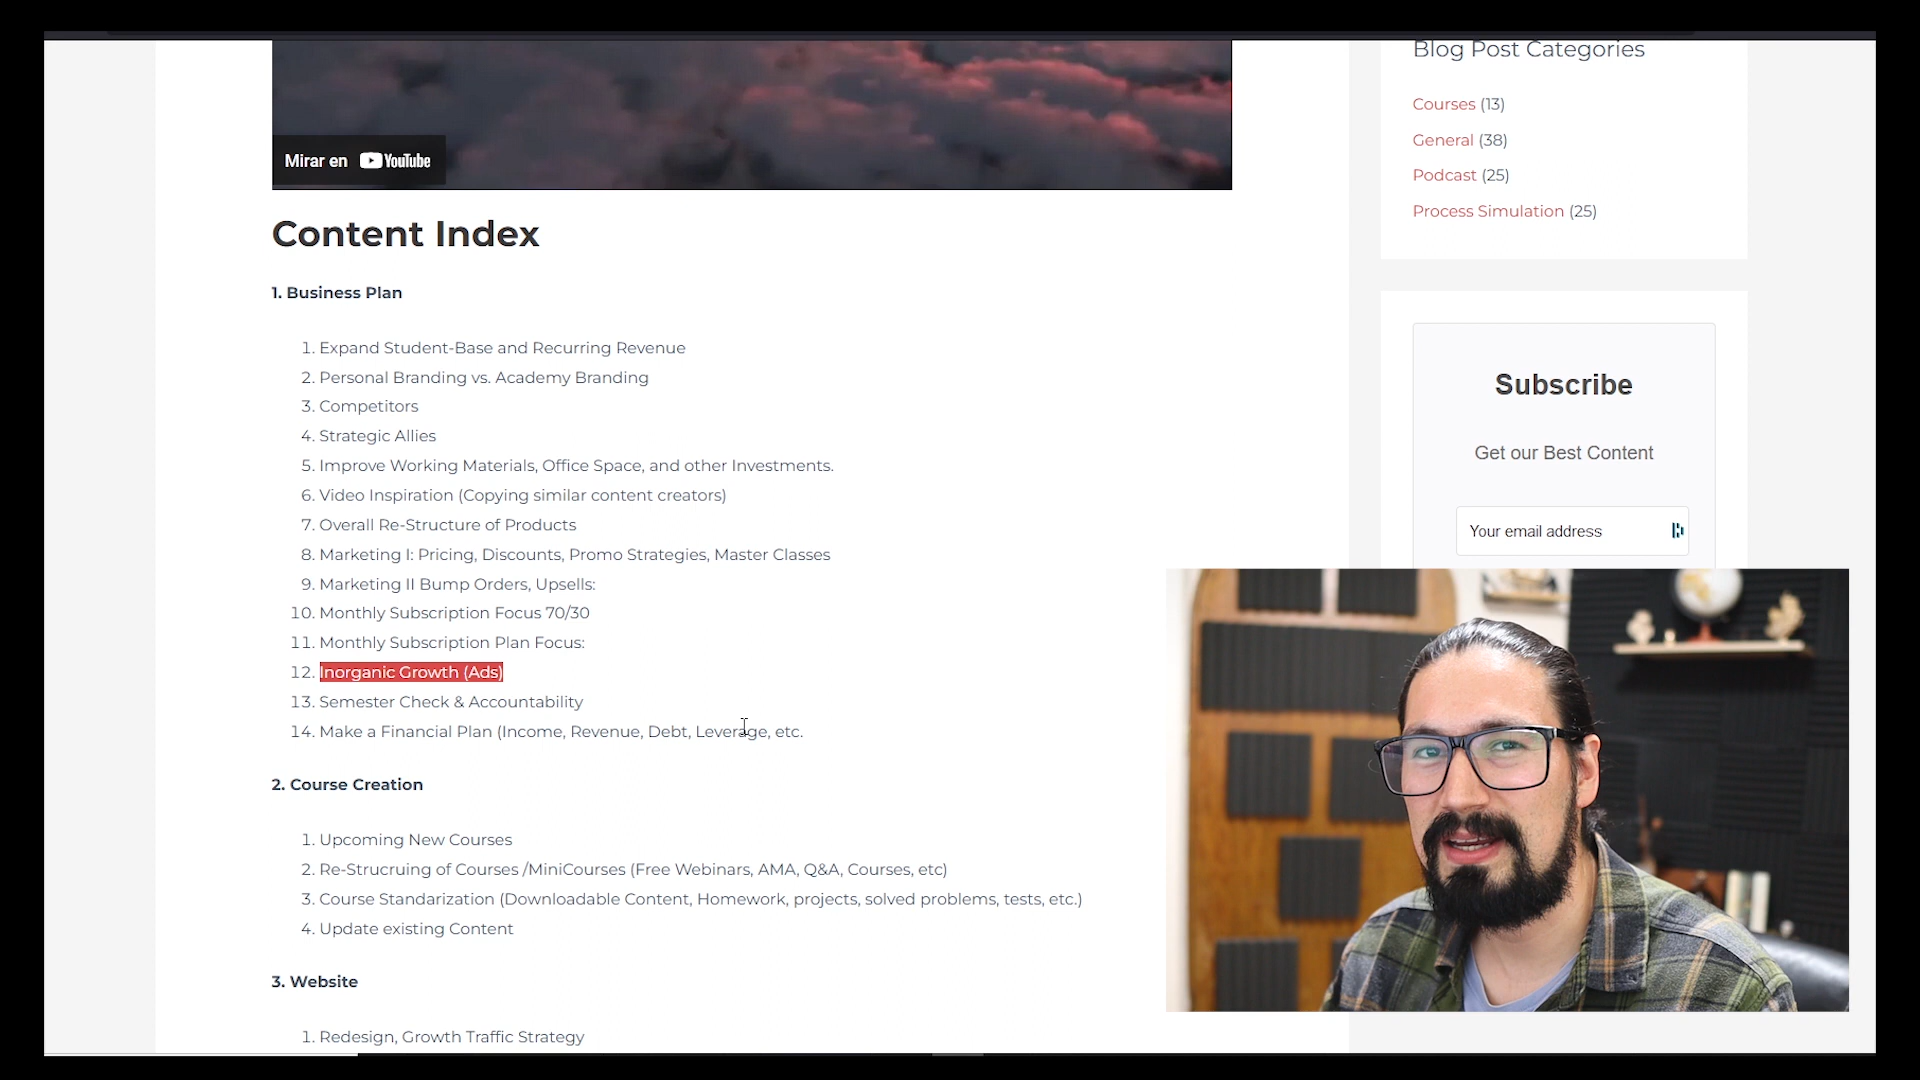 Blog Post Categories
Courses (13)
General (38)
Podcast (25)
Process Simulation (25)
Mirar en YouTube
Content Index
1. Business Plan
1. Expand Student-Base and Recurring Revenue
2. Personal Branding vs. Academy Branding
3. Competitors
4. Strategic Allies
5. Improve Working Materials, Office Space, and other Investments.
6. Video Inspiration (Copying similar content creators)
7. Overall Re-Structure of Products
8. Marketing I: Pricing, Discounts, Promo Strategies, Master Classes
9. Marketing II Bump Orders, Upsells:
10. Monthly Subscription Focus 70/30
11. Monthly Subscription Plan Focus:
12. Inorganic Growth (Ads)
13. Semester Check & Accountability
14. Make a Financial Plan (Income, Revenue, Debt, Leverage, etc.
2. Course Creation
1. Upcoming New Courses
2. Re-Strucruing of Courses /MiniCourses (Free Webinars, AMA, Q&A, Courses, etc)
3. Course Standarization (Downloadable Content, Homework, projects, solved problems, tests, etc.)
4. Update existing Content
3. Website
1. Redesign, Growth Traffic Strategy
Subscribe
Get our Best Content
Your email address